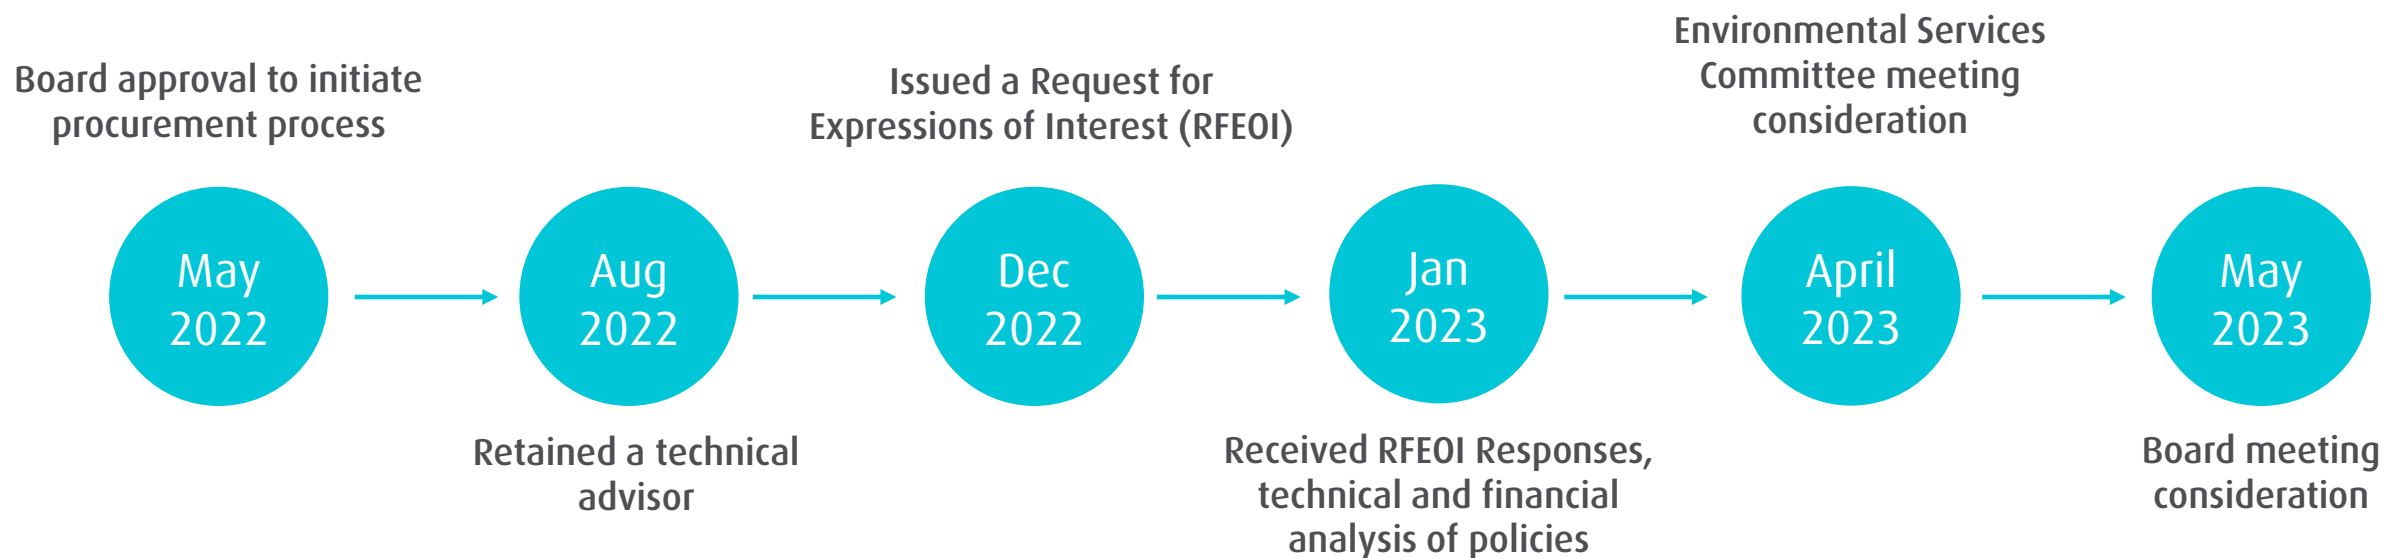 Board approval to initiate
procurement process
May
2022
Aug
2022
Retained a technical
advisor
Issued a Request for
Expressions of Interest (RFEOI)
Dec
2022
Jan
2023
Received RFEOI Responses,
technical and financial
analysis of policies
Environmental Services
Committee meeting
consideration
April
2023
May
2023
Board meeting
consideration